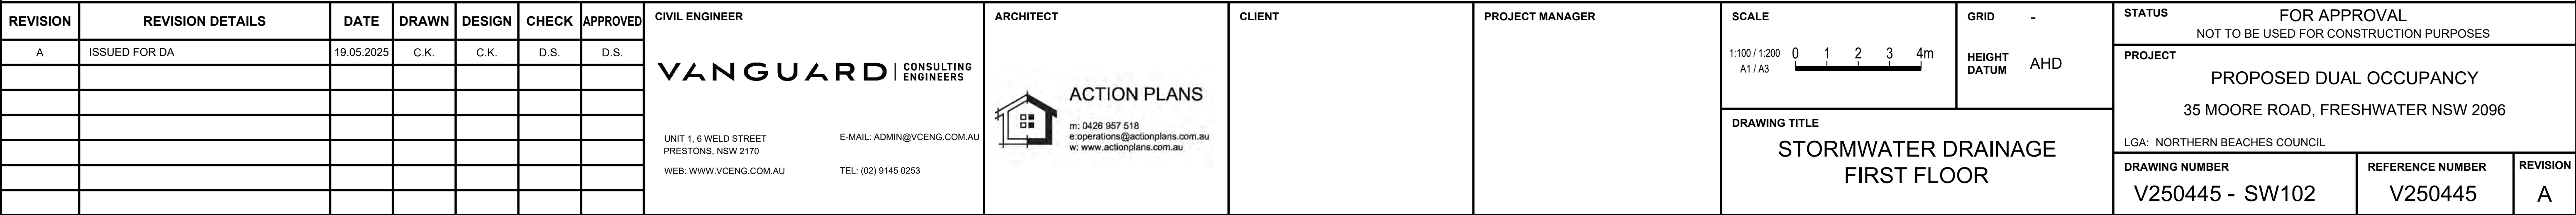 REVISION REVISION DETAILS DATE DRAWN DESIGN CHECK APPROVED
A ISSUED FOR DA 19.05.2025 C.K. C.K. D.S. D.S.
CIVIL ENGINEER
VANGUARD | CONSULTING ENGINEERS
UNIT 1, 6 WELD STREET
PRESTONS, NSW 2170
WEB: WWW.VCENG.COM.AU
E-MAIL: ADMIN@VCENG.COM.AU
TEL: (02) 9145 0253
ARCHITECT
ACTION PLANS
m: 0426 957 518
e:operations@actionplans.com.au
w: www.actionplans.com.au
CLIENT
PROJECT MANAGER
SCALE
1:100 / 1:200 0 1 2 3 4m
A1 / A3
GRID -
HEIGHT DATUM AHD
DRAWING TITLE
STORMWATER DRAINAGE
FIRST FLOOR
STATUS FOR APPROVAL
NOT TO BE USED FOR CONSTRUCTION PURPOSES
PROJECT
PROPOSED DUAL OCCUPANCY
35 MOORE ROAD, FRESHWATER NSW 2096
LGA: NORTHERN BEACHES COUNCIL
DRAWING NUMBER
V250445 - SW102
REFERENCE NUMBER
V250445
REVISION
A